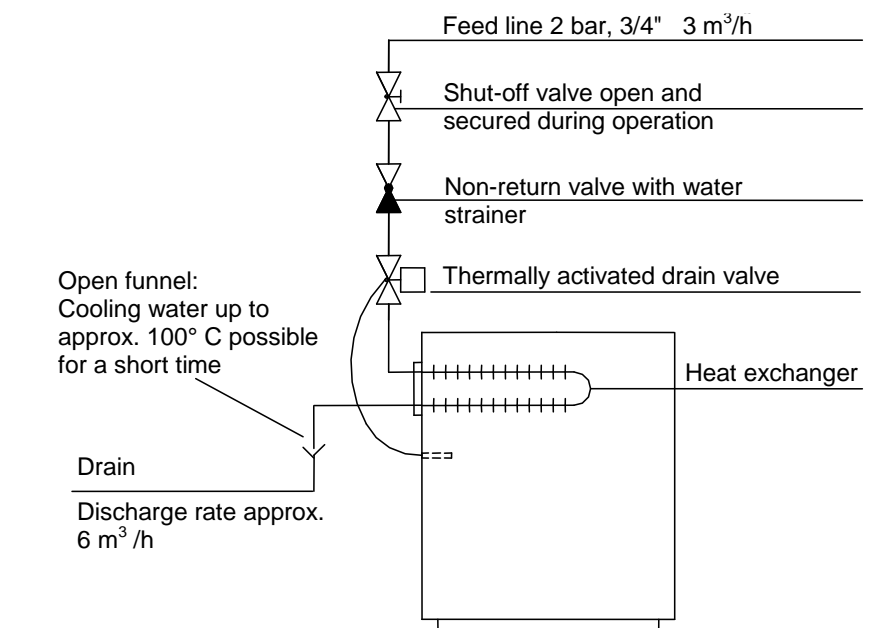 Feed line 2 bar, 3/4" 3 m³/h
Shut-off valve open and
secured during operation
Non-return valve with water
strainer
Thermally activated drain valve
Open funnel:
Cooling water up to
approx. 100° C possible
for a short time
Heat exchanger
Drain
Discharge rate approx.
6 m³ /h